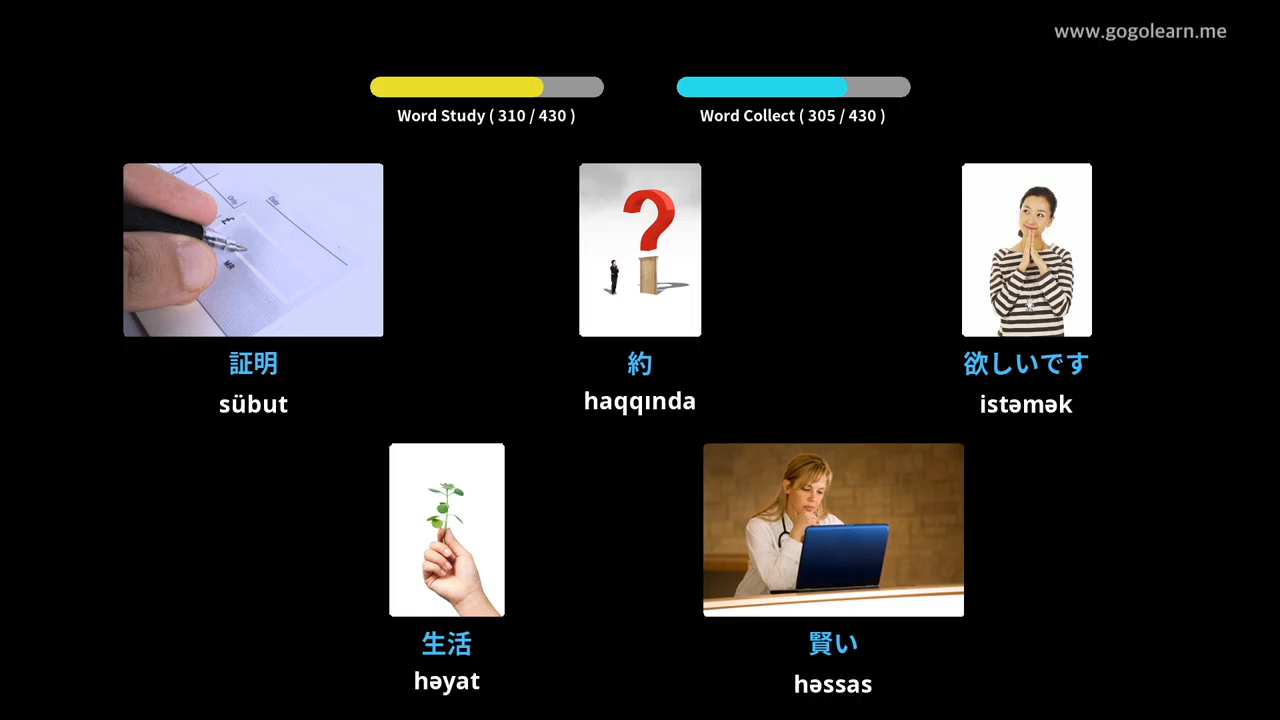 www.gogolearn.me
Word Study ( 310 / 430 )
Word Collect ( 305 / 430 )
証明
sübut
約
haqqında
欲しいです
istəmək
生活
həyat
賢い
həssas